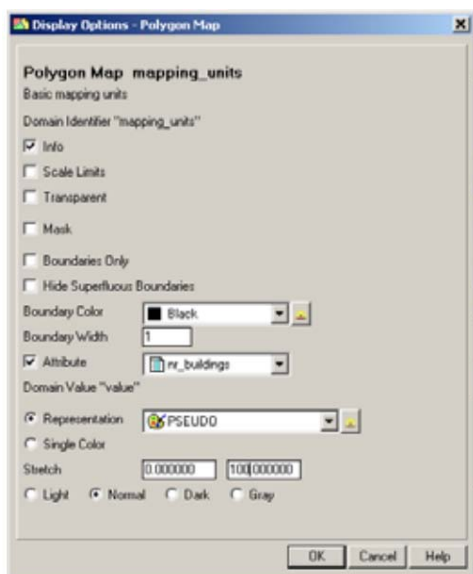 Display Options - Polygon Map
Polygon Map mapping_units
Basic mapping units
Domain Identifier "mapping_units"
Info
Scale Limits
Transparent
Mask
Boundaries Only
Hide Superfluous Boundaries
Boundary Color Black
Boundary Width 1
Attribute nr_buildings
Domain Value "value"
Representation PSEUDO
Single Color
Stretch 0.000000 100.000000
Light Normal Dark Gray
OK Cancel Help